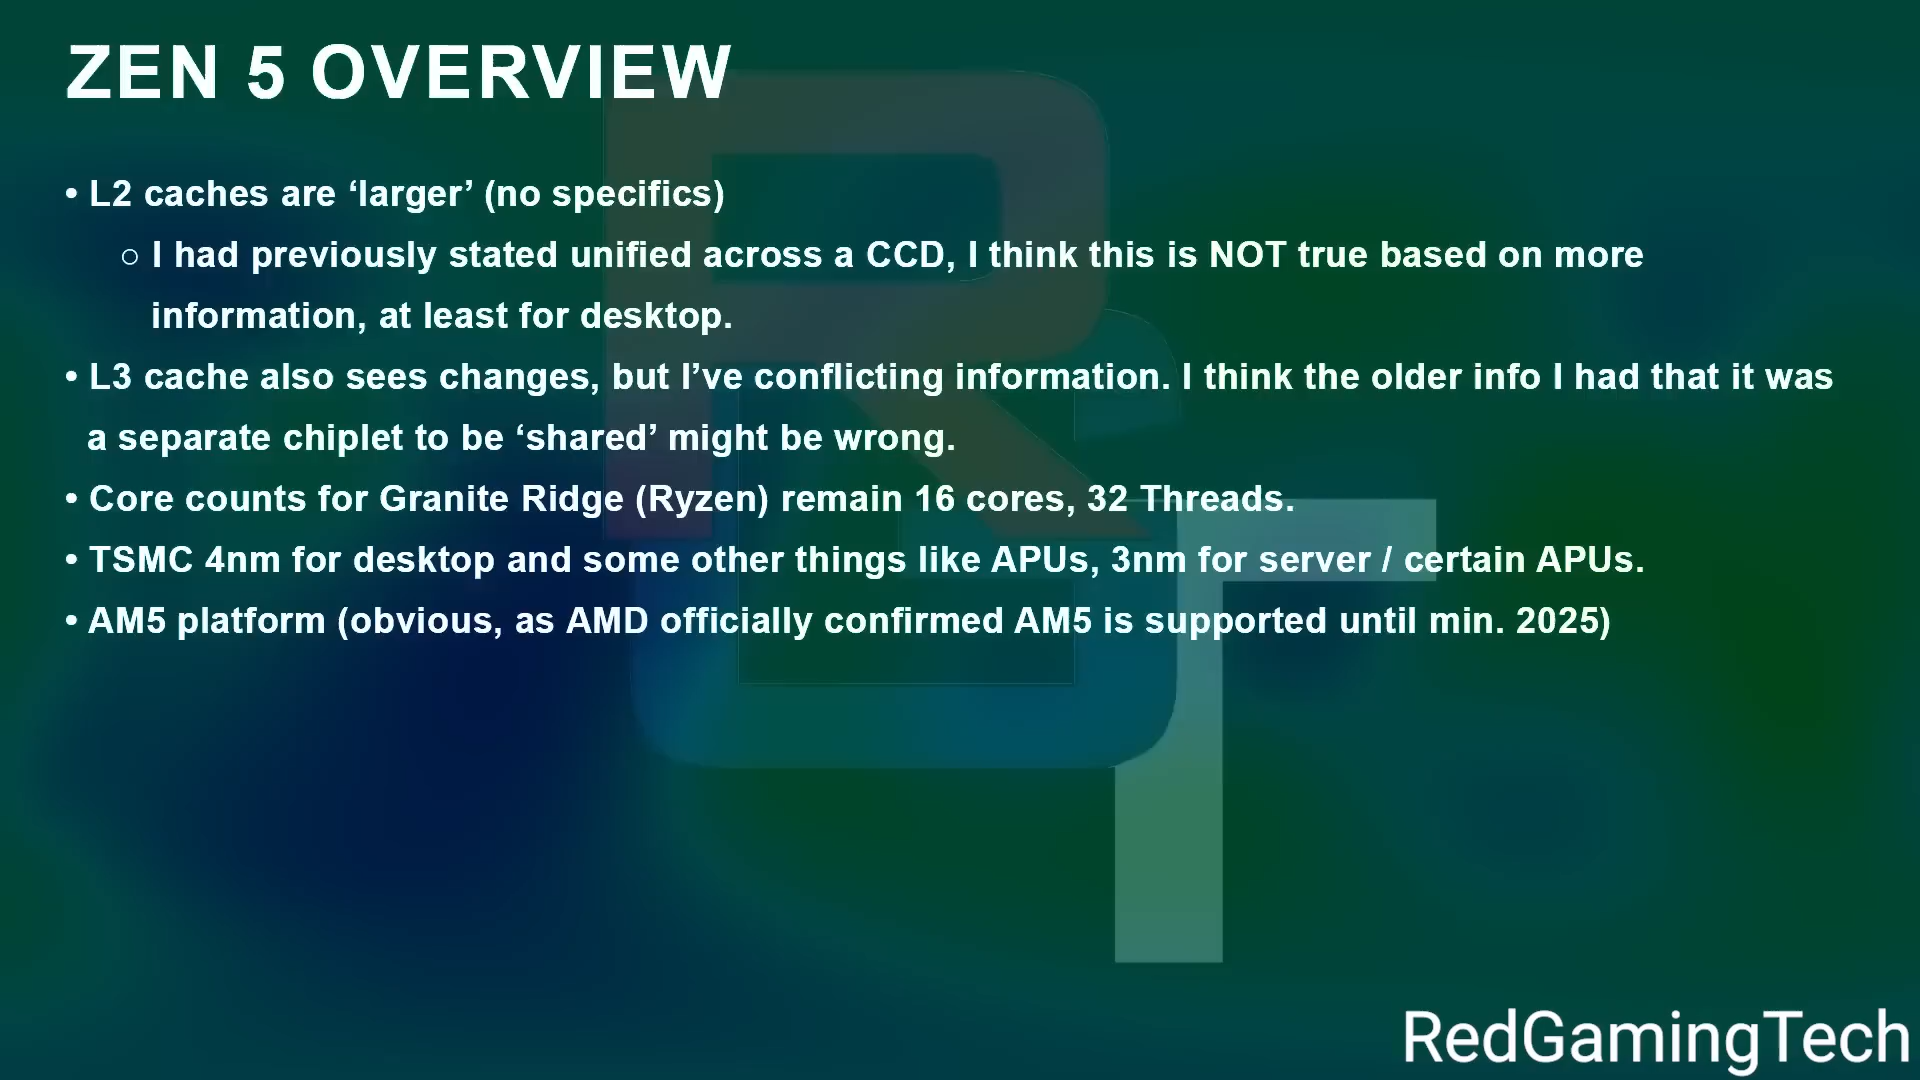 ZEN 5 OVERVIEW
• L2 caches are ‘larger’ (no specifics)
○ I had previously stated unified across a CCD, I think this is NOT true based on more
information, at least for desktop.
• L3 cache also sees changes, but I’ve conflicting information. I think the older info I had that it was
a separate chiplet to be ‘shared’ might be wrong.
• Core counts for Granite Ridge (Ryzen) remain 16 cores, 32 Threads.
• TSMC 4nm for desktop and some other things like APUs, 3nm for server / certain APUs.
• AM5 platform (obvious, as AMD officially confirmed AM5 is supported until min. 2025)
RedGamingTech